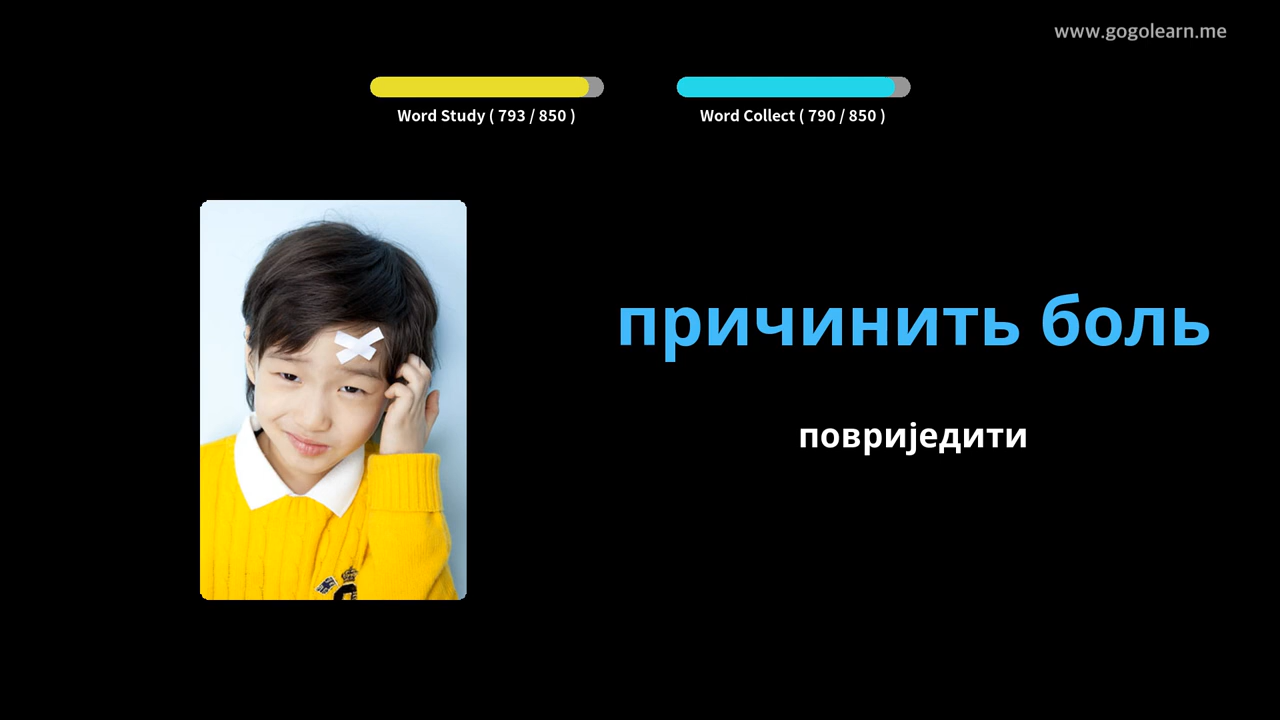 www.gogolearn.me
Word Study ( 793 / 850 )
Word Collect ( 790 / 850 )
причинить боль
повриједити